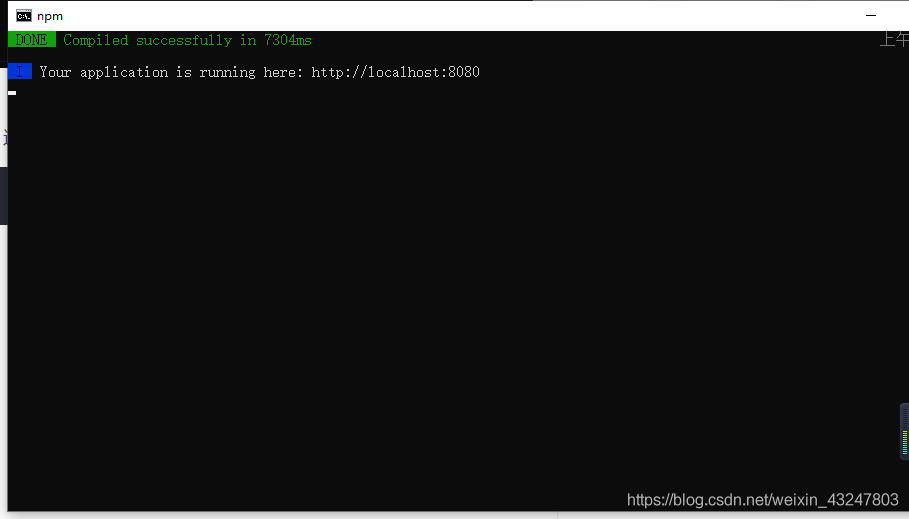 npm
DONE Compiled successfully in 7304ms
上午
I Your application is running here: http://localhost:8080
https://blog.csdn.net/weixin_43247803